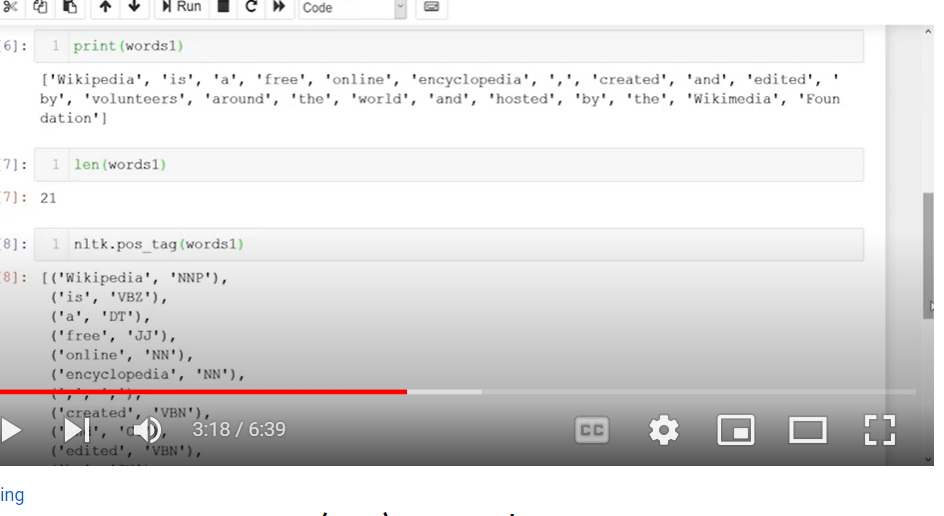 Run
Code
[6]: 1 print(words1)
['Wikipedia', 'is', 'a', 'free', 'online', 'encyclopedia', ',', 'created', 'and', 'edited', '
by', 'volunteers', 'around', 'the', 'world', 'and', 'hosted', 'by', 'the', 'Wikimedia', 'Foun
dation']
[7]: 1 len(words1)
[7]: 21
[8]: 1 nltk.pos_tag(words1)
[8]: [('Wikipedia', 'NNP'),
('is', 'VBZ'),
('a', 'DT'),
('free', 'JJ'),
('online', 'NN'),
('encyclopedia', 'NN'),
(',', ','),
('created', 'VBN'),
3:18 / 6:39
CC
('edited', 'VBN'),
ing